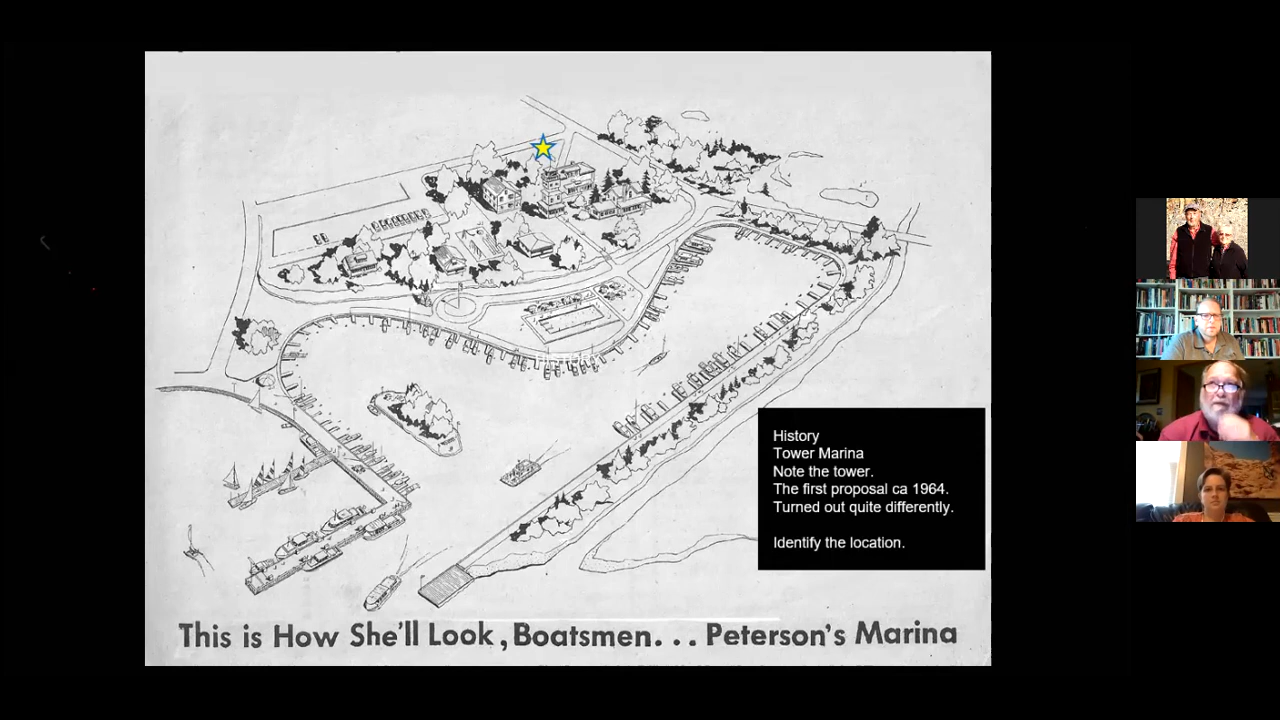 History
Tower Marina
Note the tower.
The first proposal ca 1964.
Turned out quite differently.
Identify the location.
This is How She'll Look, Boatsmen... Peterson's Marina